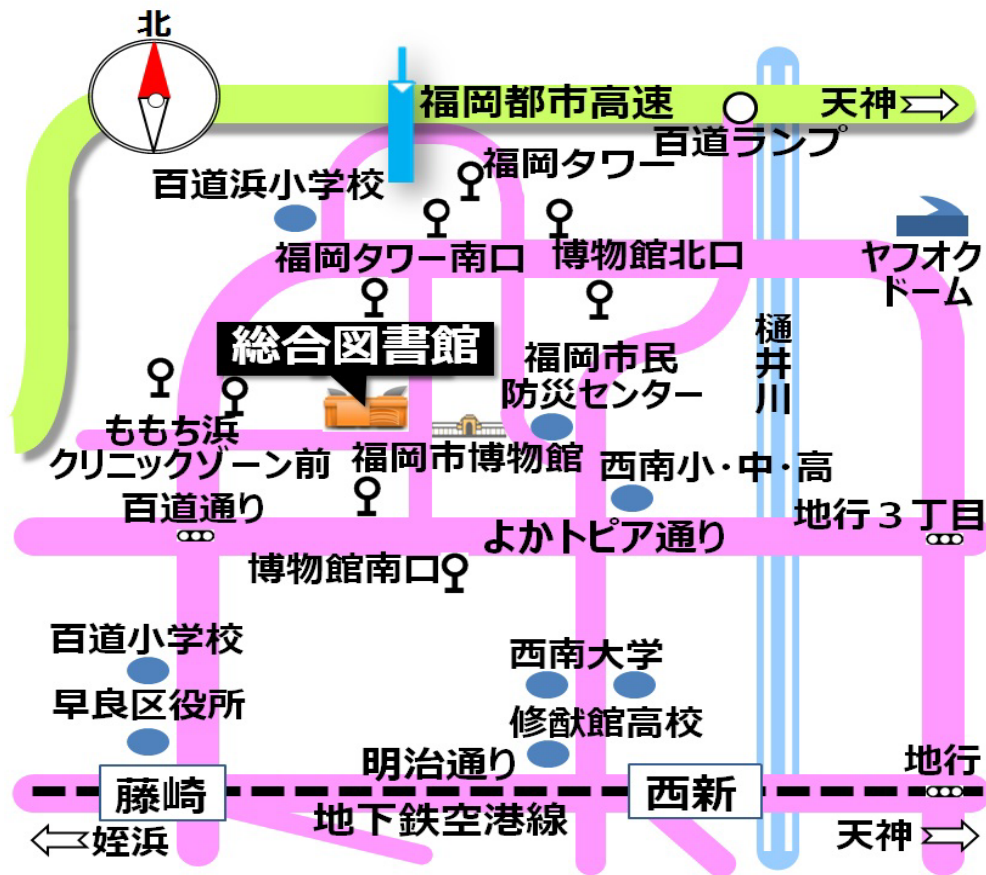 北
福岡都市高速
天神
百道ランプ
福岡タワー
百道浜小学校
福岡タワー南口
博物館北口
ヤフオク
ドーム
樋井川
総合図書館
福岡市民
防災センター
ももち浜
クリニックゾーン前
福岡市博物館
西南小・中・高
百道通り
地行３丁目
よかトピア通り
博物館南口
百道小学校
西南大学
早良区役所
修猷館高校
明治通り
地行
藤崎
西新
地下鉄空港線
姪浜
天神